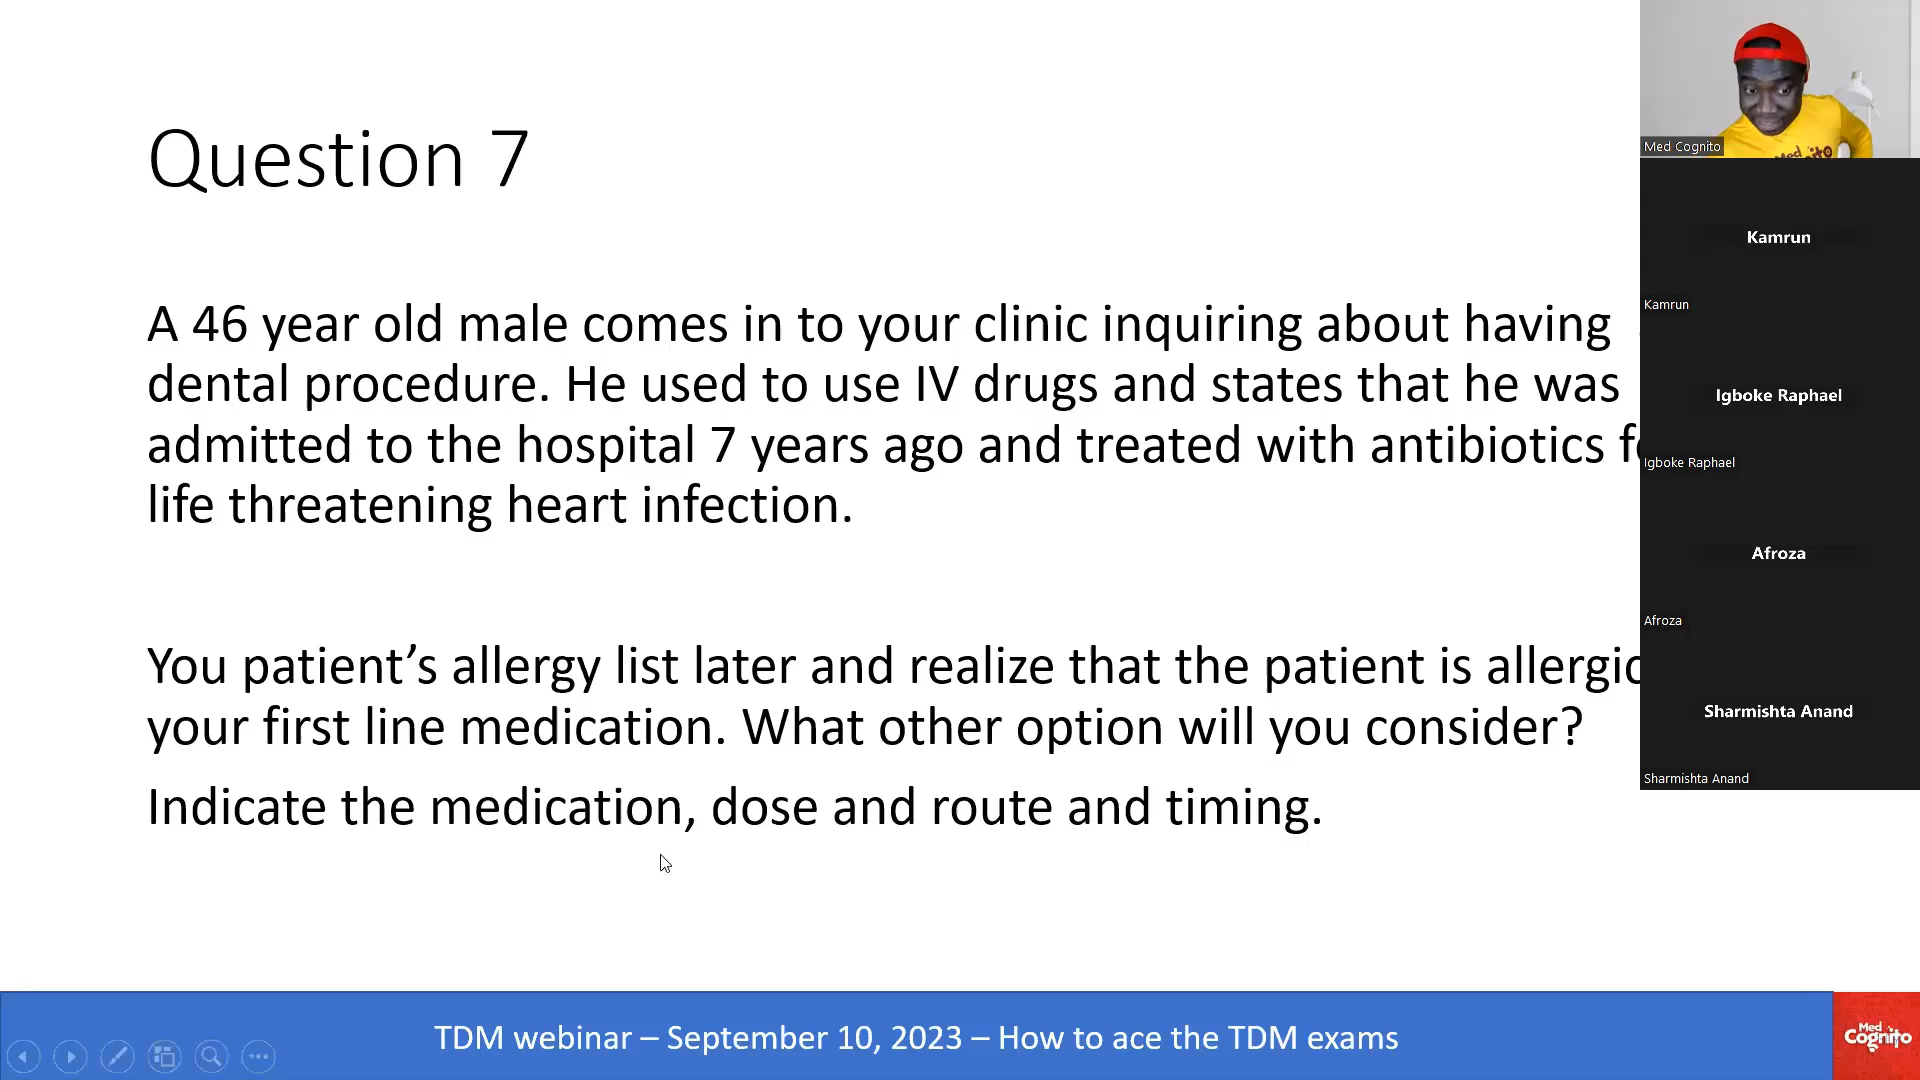 Question 7
A 46 year old male comes in to your clinic inquiring about having
dental procedure. He used to use IV drugs and states that he was
admitted to the hospital 7 years ago and treated with antibiotics
life threatening heart infection.
You patient’s allergy list later and realize that the patient is allergic
your first line medication. What other option will you consider?
Indicate the medication, dose and route and timing.
TDM webinar – September 10, 2023 – How to ace the TDM exams
Med Cognito
Med Cognito
Kamrun
Kamrun
Igboke Raphael
Igboke Raphael
Afroza
Afroza
Sharmishta Anand
Sharmishta Anand
Med
Cognito